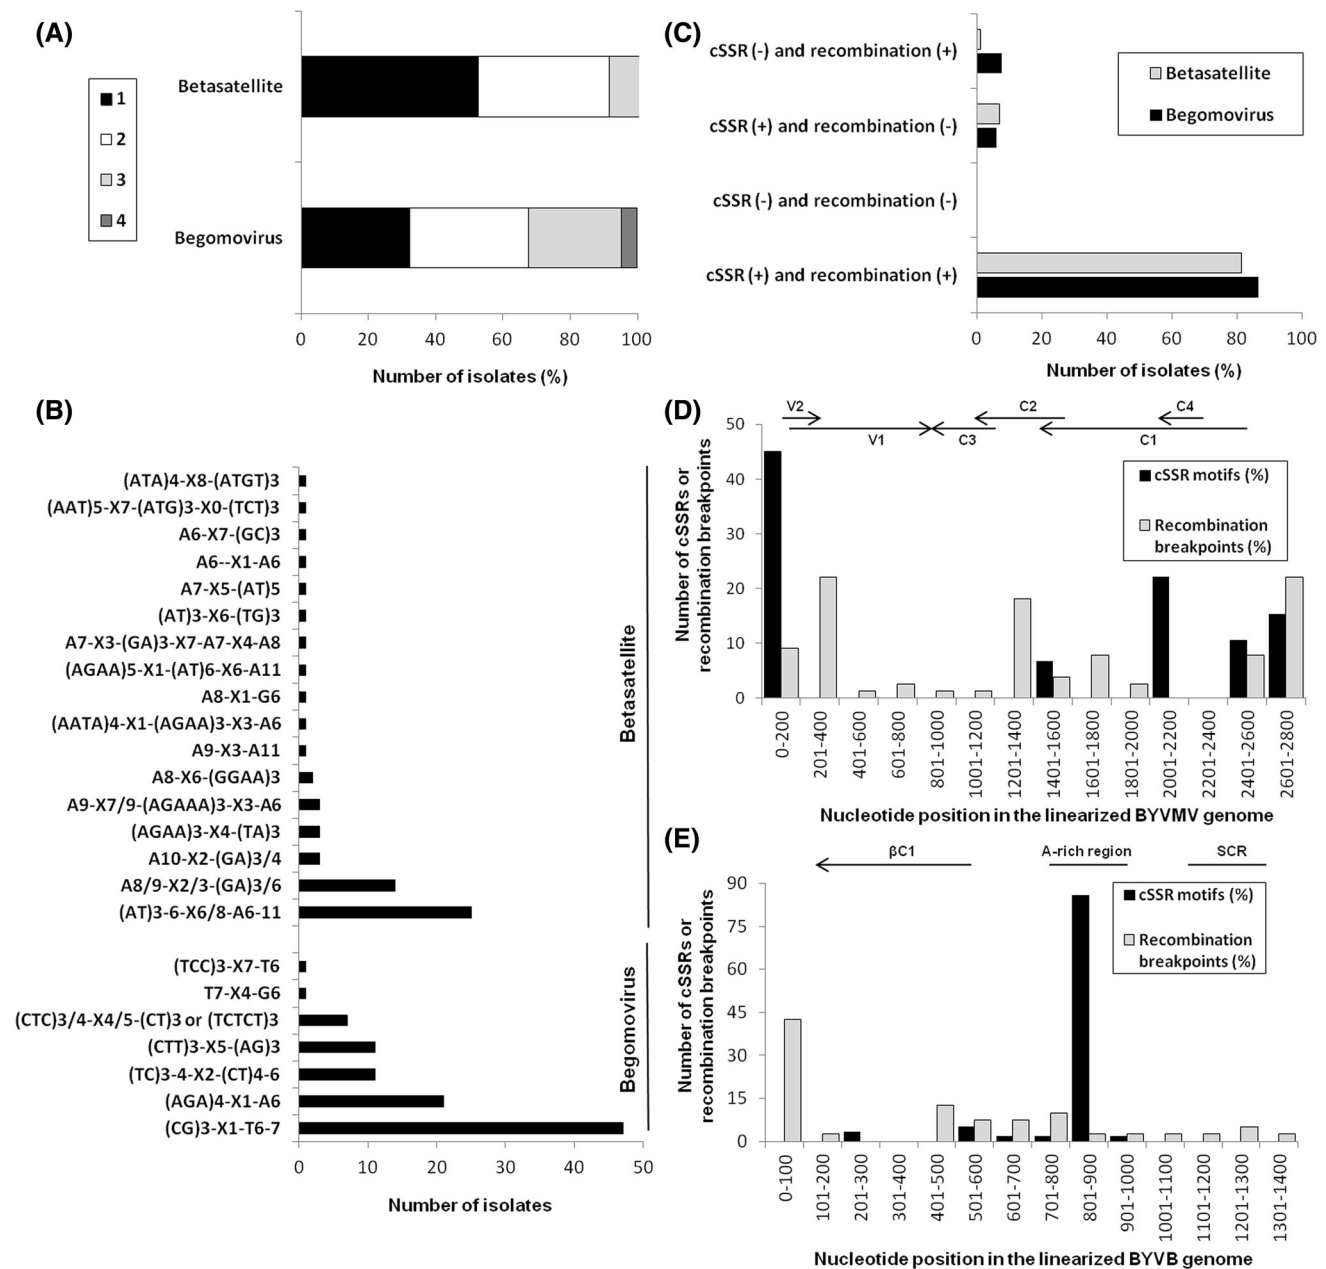 (A)
1
2
3
4
Betasatellite
Begomovirus
0 20 40 60 80 100
Number of isolates (%)
(C)
cSSR (-) and recombination (+)
cSSR (+) and recombination (-)
cSSR (-) and recombination (-)
cSSR (+) and recombination (+)
Betasatellite
Begomovirus
0 20 40 60 80 100
Number of isolates (%)
(B)
(ATA)4-X8-(ATGT)3
(AAT)5-X7-(ATG)3-X0-(TCT)3
A6-X7-(GC)3
A6--X1-A6
A7-X5-(AT)5
(AT)3-X6-(TG)3
A7-X3-(GA)3-X7-A7-X4-A8
(AGAA)5-X1-(AT)6-X6-A11
A8-X1-G6
(AATA)4-X1-(AGAA)3-X3-A6
A9-X3-A11
A8-X6-(GGAA)3
A9-X7/9-(AGAAA)3-X3-A6
(AGAA)3-X4-(TA)3
A10-X2-(GA)3/4
A8/9-X2/3-(GA)3/6
(AT)3-6-X6/8-A6-11
(TCC)3-X7-T6
T7-X4-G6
(CTC)3/4-X4/5-(CT)3 or (TCTCT)3
(CTT)3-X5-(AG)3
(TC)3-4-X2-(CT)4-6
(AGA)4-X1-A6
(CG)3-X1-T6-7
Betasatellite
Begomovirus
0 10 20 30 40 50
Number of isolates
(D)
V2
V1
C3
C2
C4
C1
Number of cSSRs or
recombination breakpoints
50
40
30
20
10
0
cSSR motifs (%)
Recombination
breakpoints (%)
0-200
201-400
401-600
601-800
801-1000
1001-1200
1201-1400
1401-1600
1601-1800
1801-2000
2001-2200
2201-2400
2401-2600
2601-2800
Nucleotide position in the linearized BYVMV genome
(E)
βC1
A-rich region
SCR
Number of cSSRs or
recombination breakpoints
90
75
60
45
30
15
0
cSSR motifs (%)
Recombination
breakpoints (%)
0-100
101-200
201-300
301-400
401-500
501-600
601-700
701-800
801-900
901-1000
1001-1100
1101-1200
1201-1300
1301-1400
Nucleotide position in the linearized BYVB genome